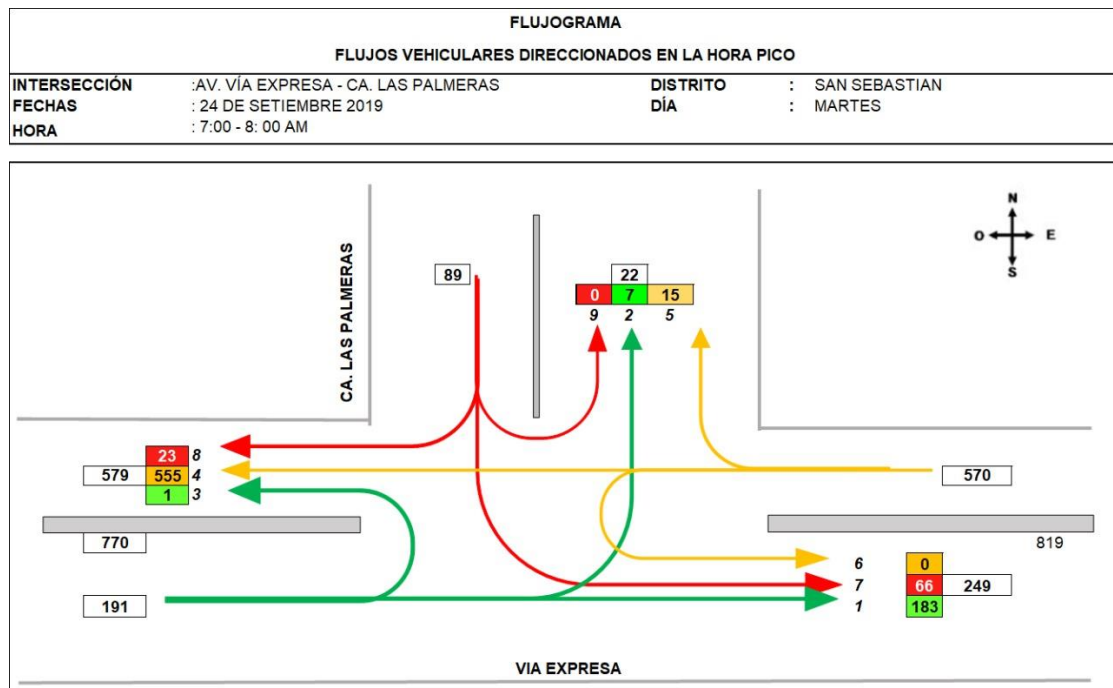 FLUJOGRAMA
FLUJOS VEHICULARES DIRECCIONADOS EN LA HORA PICO
INTERSECCIÓN :AV. VÍA EXPRESA - CA. LAS PALMERAS DISTRITO : SAN SEBASTIAN
FECHAS : 24 DE SETIEMBRE 2019 DÍA : MARTES
HORA : 7:00 - 8: 00 AM
CA. LAS PALMERAS
N
O E
S
89
22
0 7 15
9 2 5
23 8
579 555 4
1 3
570
770
819
191
6 0
7 66 249
1 183
VIA EXPRESA